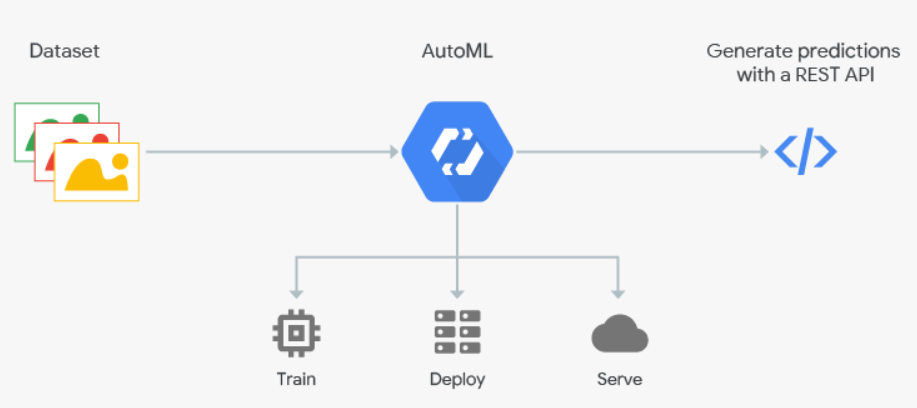 Dataset
AutoML
Generate predictions
with a REST API
Train
Deploy
Serve